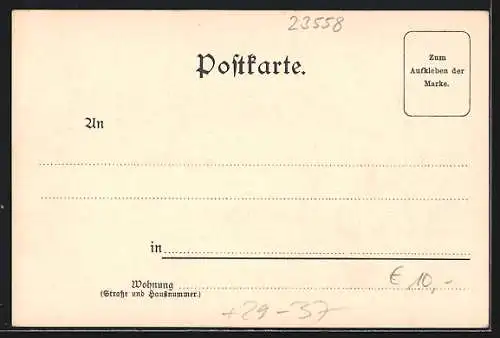 23558
Postkarte.
Zum
Aufkleben der
Marke.
An
in
Wohnung
(Straße und Hausnummer.)
€ 10,-
+29-37